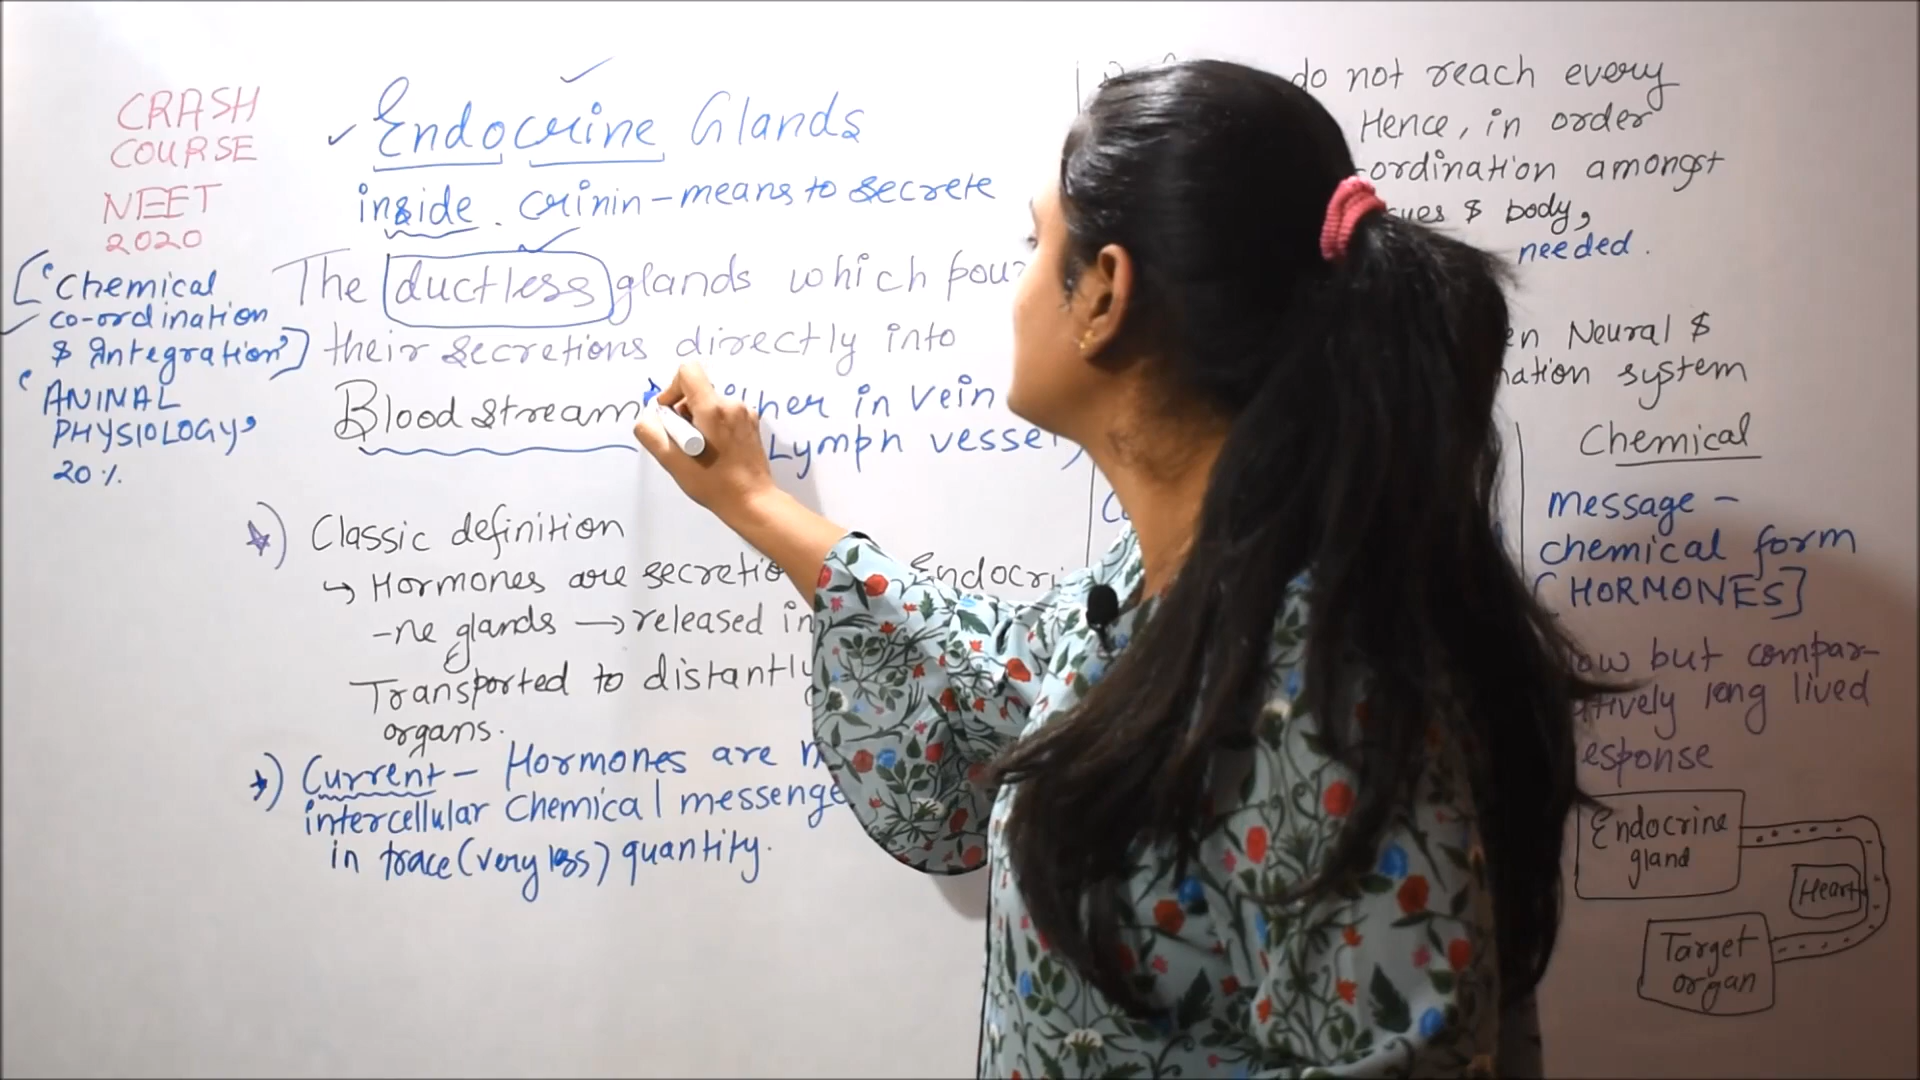 CRASH
COURSE
NEET
2020
[“Chemical
co-ordination
$ integration”]
“ANIMAL
PHYSIOLOGY”
20%
Endocrine Glands
inside. crinin – means to secrete
The ductless glands which pour
their secretions directly into
Blood stream in vein
Lymph vessel
*) Classic definition
↳ Hormones are secretio Endocri
-ne glands → released in
Transported to distantly
organs.
*) Current – Hormones are
intercellular chemical messenge
in trace (very less) quantity.
do not reach every
Hence, in order
ordination amongst
$ body,
needed.
Neural $
system
Chemical
message –
chemical form
[HORMONES]
but compar-
atively long lived
response
Endocrine
gland
Heart
Target
organ